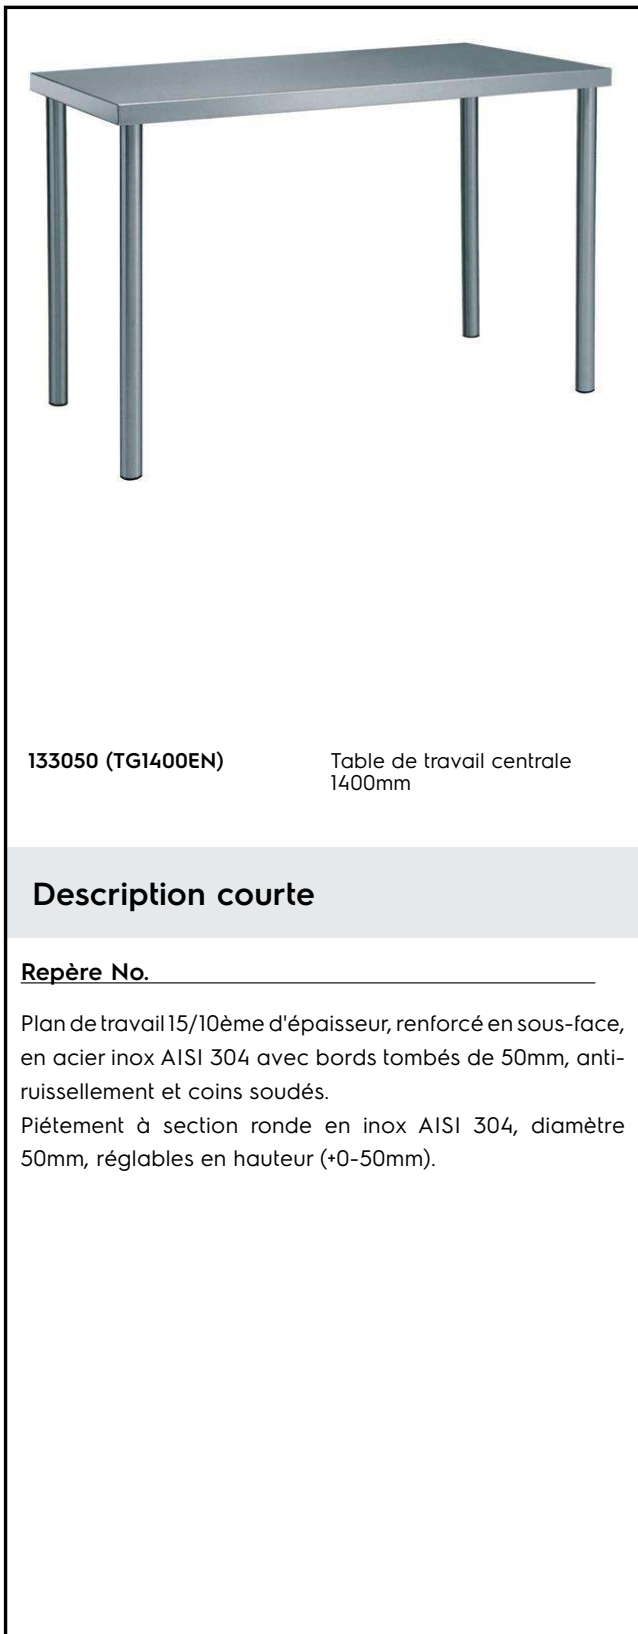 133050 (TG1400EN)
Table de travail centrale
1400mm
Description courte
Repère No.
Plan de travail 15/10ème d'épaisseur, renforcé en sous-face,
en acier inox AISI 304 avec bords tombés de 50mm, anti-
ruissellement et coins soudés.
Piétement à section ronde en inox AISI 304, diamètre
50mm, réglables en hauteur (+0-50mm).